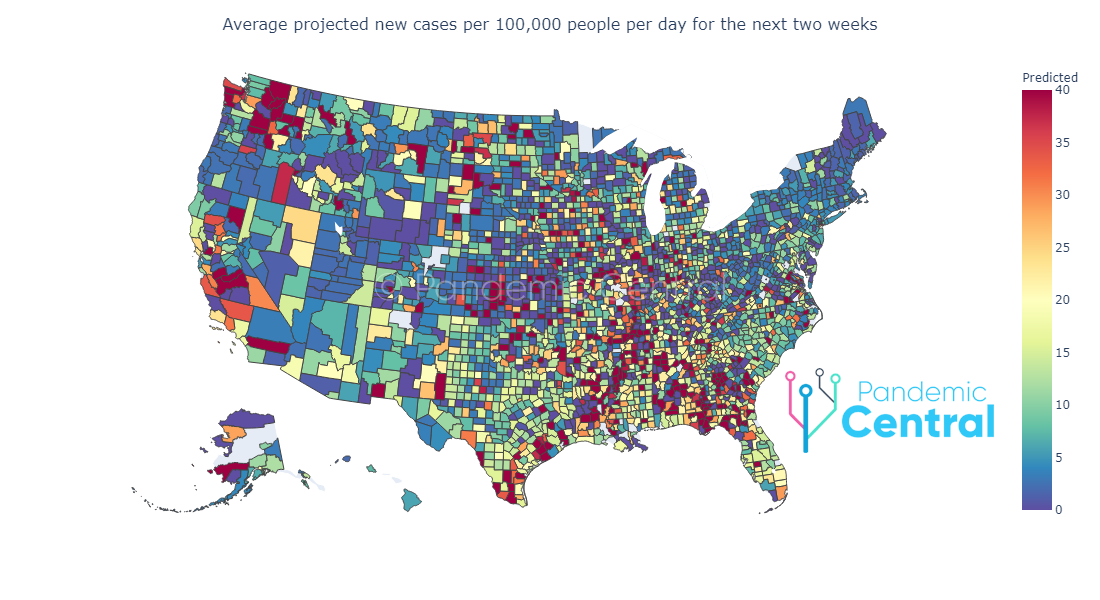 Average projected new cases per 100,000 people per day for the next two weeks
Predicted
40
35
30
25
20
15
10
5
0
© Pandemic Central
Pandemic
Central